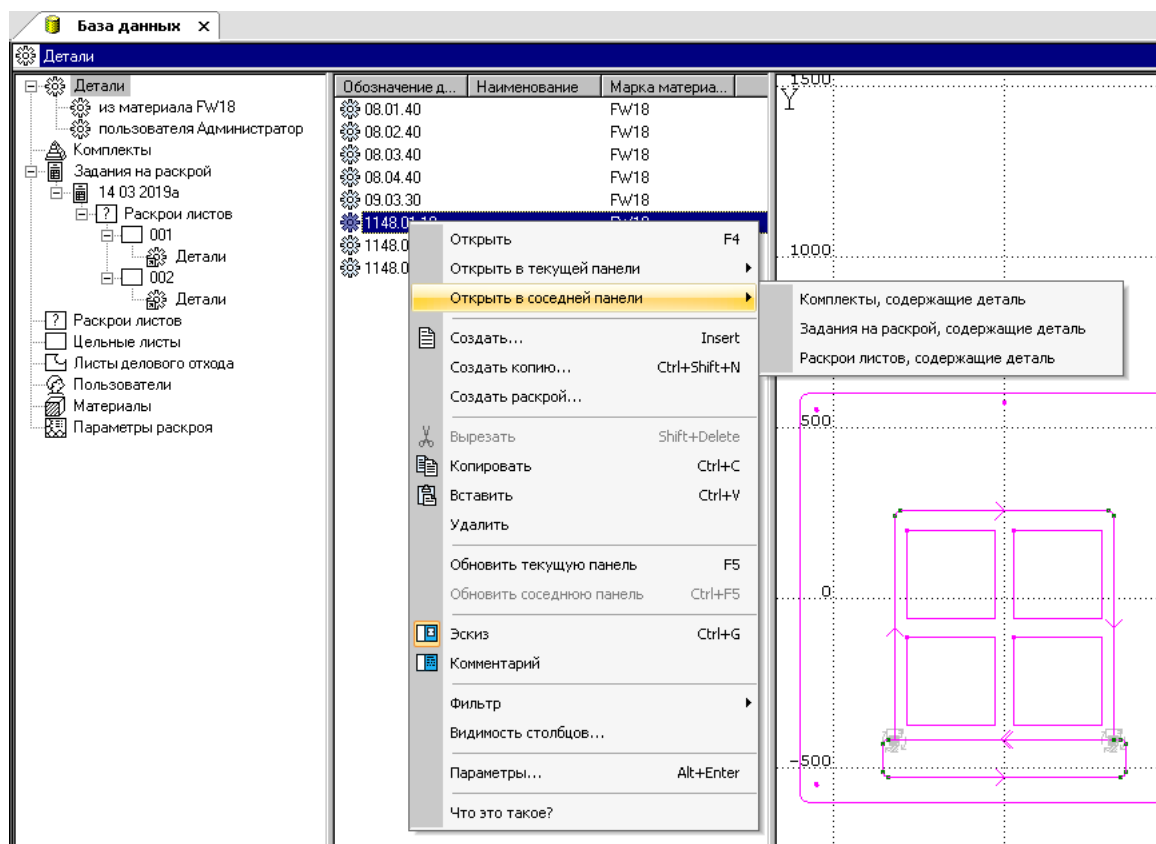 База данных
Детали
Детали
из материала FW18
пользователя Администратор
Комплекты
Задания на раскрой
14 03 2019а
Раскрои листов
001
Детали
002
Детали
Раскрои листов
Цельные листы
Листы делового отхода
Пользователи
Материалы
Параметры раскроя
Обозначение д... Наименование Марка материа...
08.01.40 FW18
08.02.40 FW18
08.03.40 FW18
08.04.40 FW18
09.03.30 FW18
1148.0
1148.0
Открыть F4
Открыть в текущей панели
Открыть в соседней панели
Создать... Insert
Создать копию... Ctrl+Shift+N
Создать раскрой...
Вырезать Shift+Delete
Копировать Ctrl+C
Вставить Ctrl+V
Удалить
Обновить текущую панель F5
Обновить соседнюю панель Ctrl+F5
Эскиз Ctrl+G
Комментарий
Фильтр
Видимость столбцов...
Параметры... Alt+Enter
Что это такое?
Комплекты, содержащие деталь
Задания на раскрой, содержащие деталь
Раскрои листов, содержащие деталь
1500
Y
1000
500
0
-500